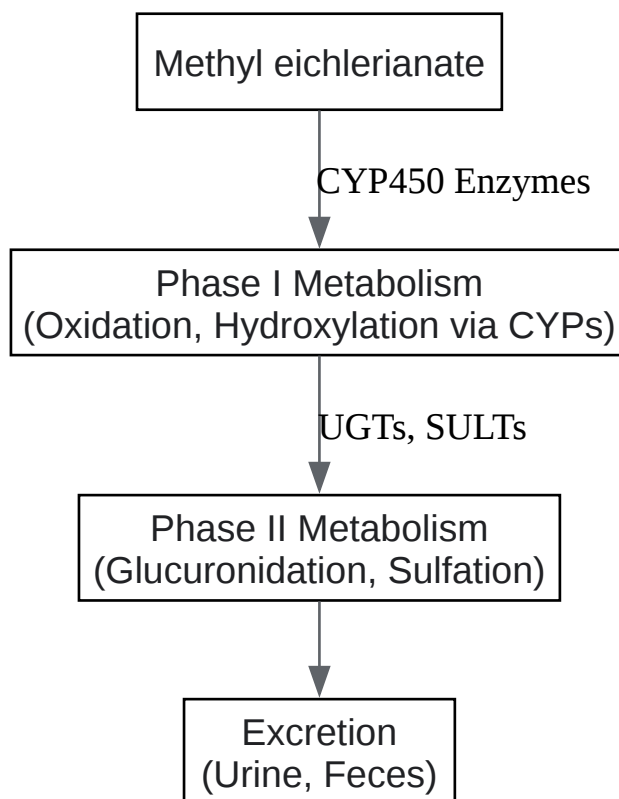 Methyl eichlerianate
CYP450 Enzymes
Phase I Metabolism
(Oxidation, Hydroxylation via CYPs)
UGTs, SULTs
Phase II Metabolism
(Glucuronidation, Sulfation)
Excretion
(Urine, Feces)